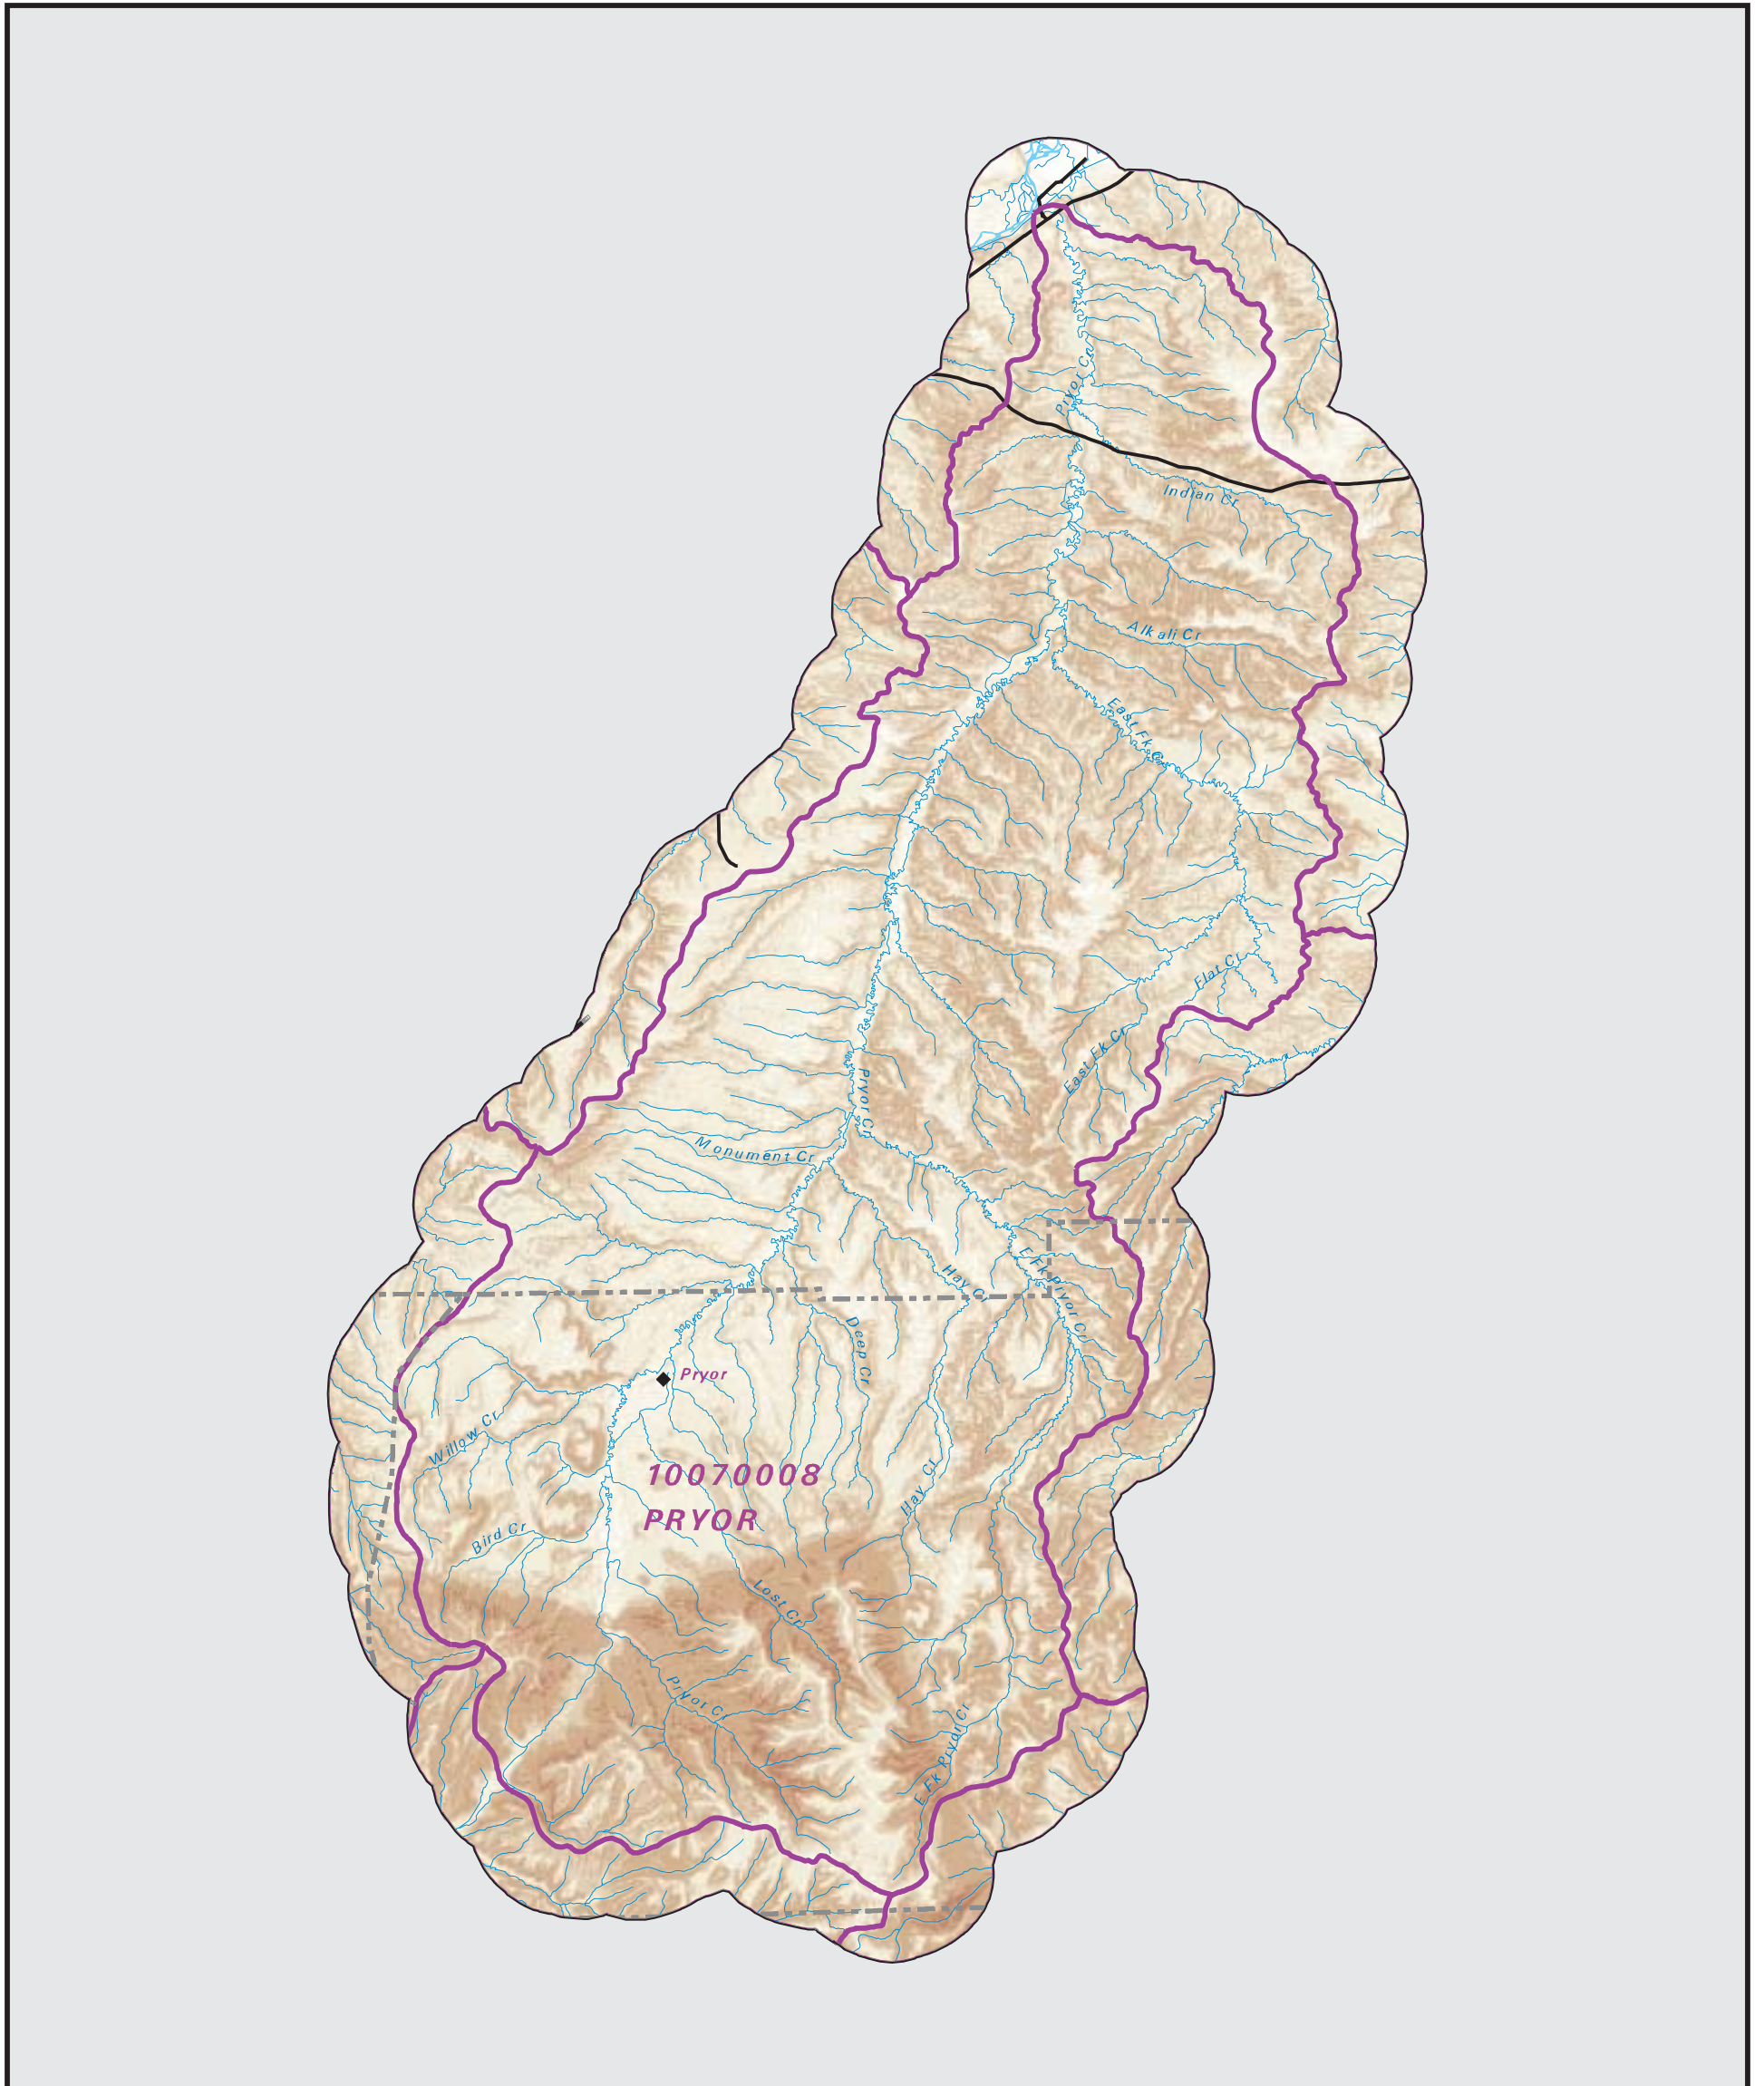 Pryor Cr
Indian Cr
Alkali Cr
East Fk Cr
Flat Cr
East Fk Cr
Pryor Cr
Monument Cr
E Fk Pryor Cr
Hay Cr
Deep Cr
Pryor
Willow Cr
10070008
PRYOR
Hay Cr
Bird Cr
Lost Cr
Pryor Cr
E Fk Pryor Cr